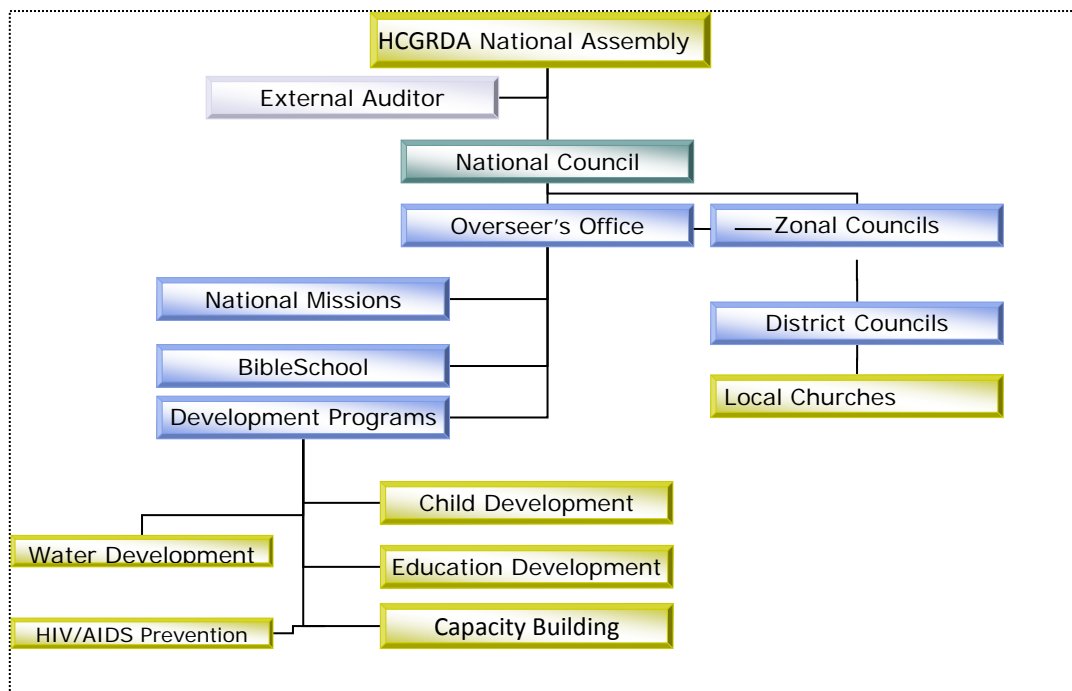 HCGRDA National Assembly
External Auditor
National Council
Overseer's Office
Zonal Councils
National Missions
District Councils
BibleSchool
Local Churches
Development Programs
Child Development
Water Development
Education Development
HIV/AIDS Prevention
Capacity Building